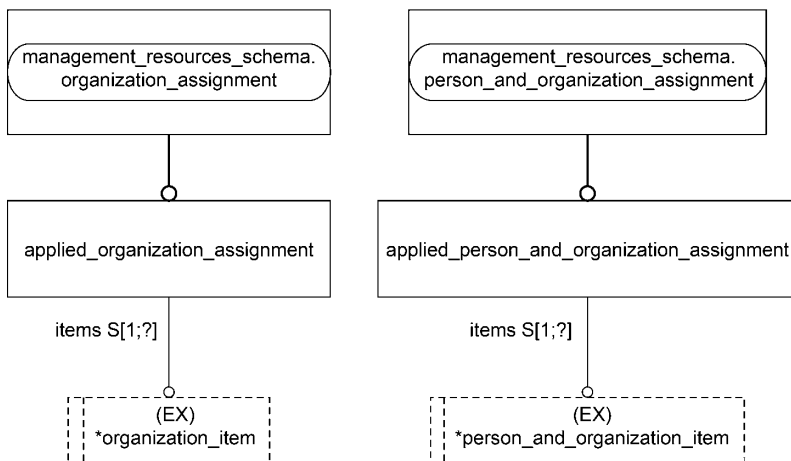 management_resources_schema.
organization_assignment
management_resources_schema.
person_and_organization_assignment
applied_organization_assignment
applied_person_and_organization_assignment
items S[1;?]
items S[1;?]
(EX)
*organization_item
(EX)
*person_and_organization_item